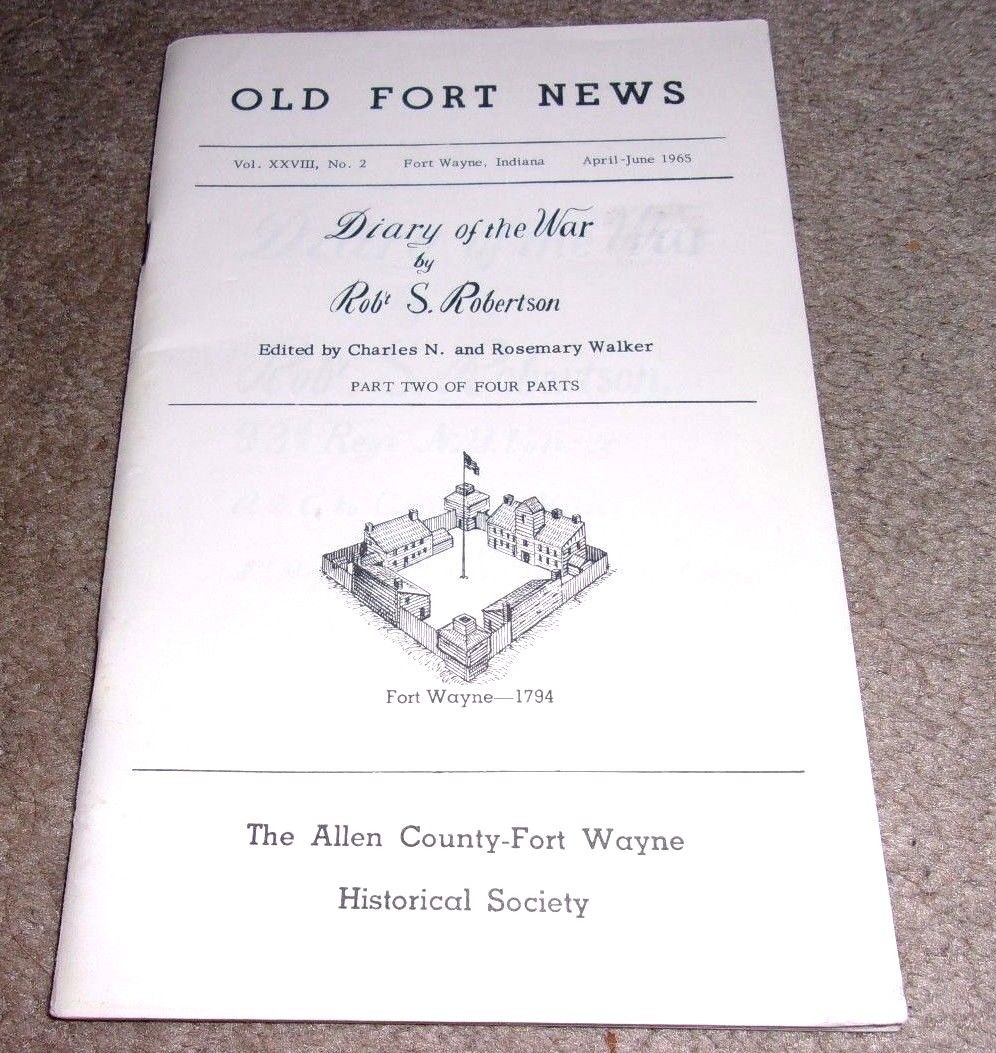 OLD FORT NEWS
Vol. XXVIII, No. 2 Fort Wayne, Indiana April-June 1965
Diary of the War
by
Robt S. Robertson
Edited by Charles N. and Rosemary Walker
PART TWO OF FOUR PARTS
Fort Wayne—1794
The Allen County-Fort Wayne
Historical Society